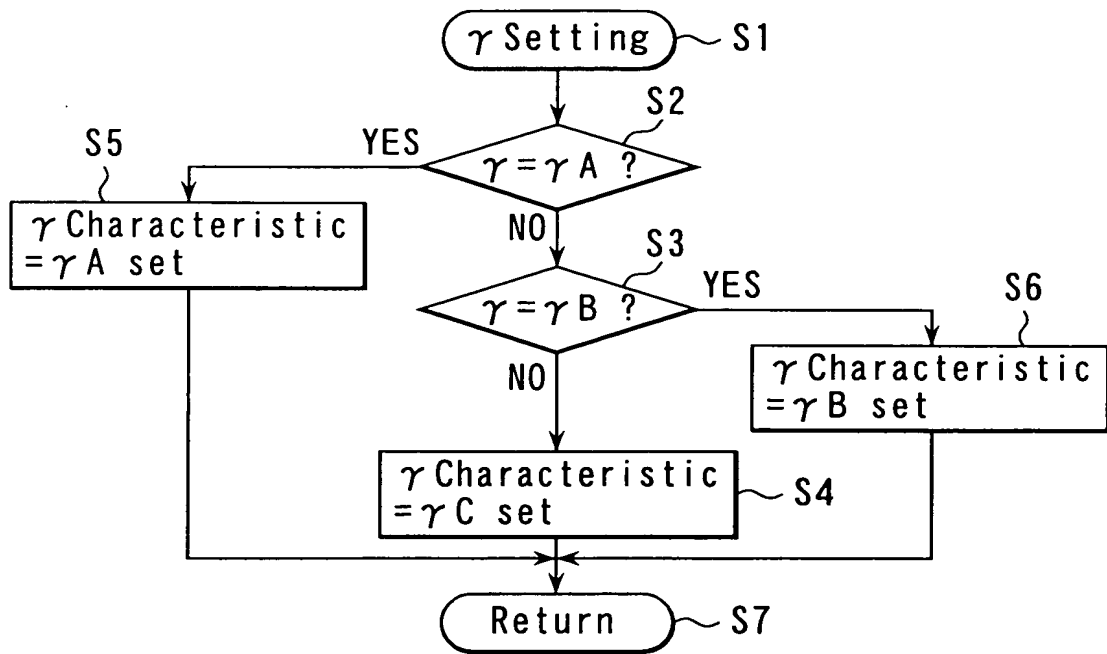 γ Setting
S1
S2
YES
S5
γ = γ A ?
γ Characteristic
= γ A set
NO
S3
YES
S6
γ = γ B ?
γ Characteristic
= γ B set
NO
γ Characteristic
= γ C set
S4
Return
S7